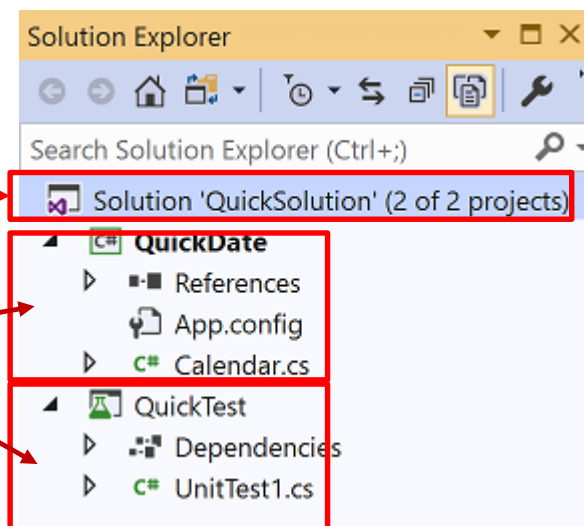 Solution Explorer
Search Solution Explorer (Ctrl+;)
Solution 'QuickSolution' (2 of 2 projects)
C# QuickDate
References
App.config
C# Calendar.cs
QuickTest
Dependencies
C# UnitTest1.cs